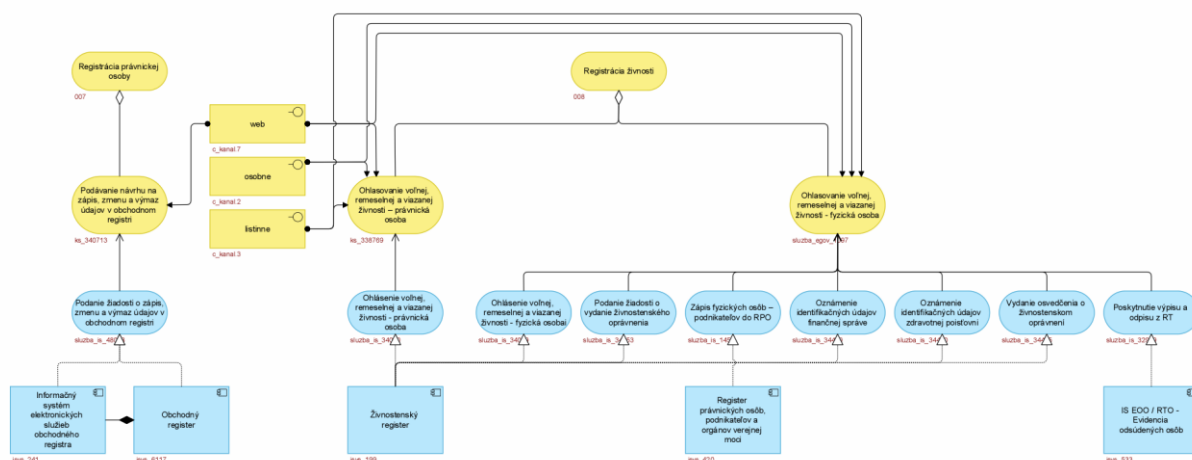 Registrácia právnickej
osoby
007
Registrácia živnosti
008
web
c_kanal.7
osobne
c_kanal.2
listinne
c_kanal.3
Podávanie návrhu na
zápis, zmenu a výmaz
údajov v obchodnom
registri
ks_340713
Ohlasovanie voľnej,
remeselnej a viazanej
živnosti – právnická
osoba
ks_338769
Ohlasovanie voľnej,
remeselnej a viazanej
živnosti - fyzická osoba
Podanie žiadosti o zápis,
zmenu a výmaz údajov v
obchodnom registri
Ohlásenie voľnej,
remeselnej a viazanej
živnosti - právnická
osoba
Ohlásenie voľnej,
remeselnej a viazanej
živnosti - fyzická osobai
Podanie žiadosti o
vydanie živnostenského
oprávnenia
Zápis fyzických osôb –
podnikateľov do RPO
Oznámenie
identifikačných údajov
finančnej správe
Oznámenie
identifikačných údajov
zdravotnej poisťovni
Vydanie osvedčenia o
živnostenskom
oprávnení
Poskytnutie výpisu a
odpisu z RT
Informačný
systém
elektronických
služieb
obchodného
registra
Obchodný
register
Živnostenský
register
Register
právnických osôb,
podnikateľov a
orgánov verejnej
moci
IS EOO / RTO -
Evidencia
odsúdených osôb